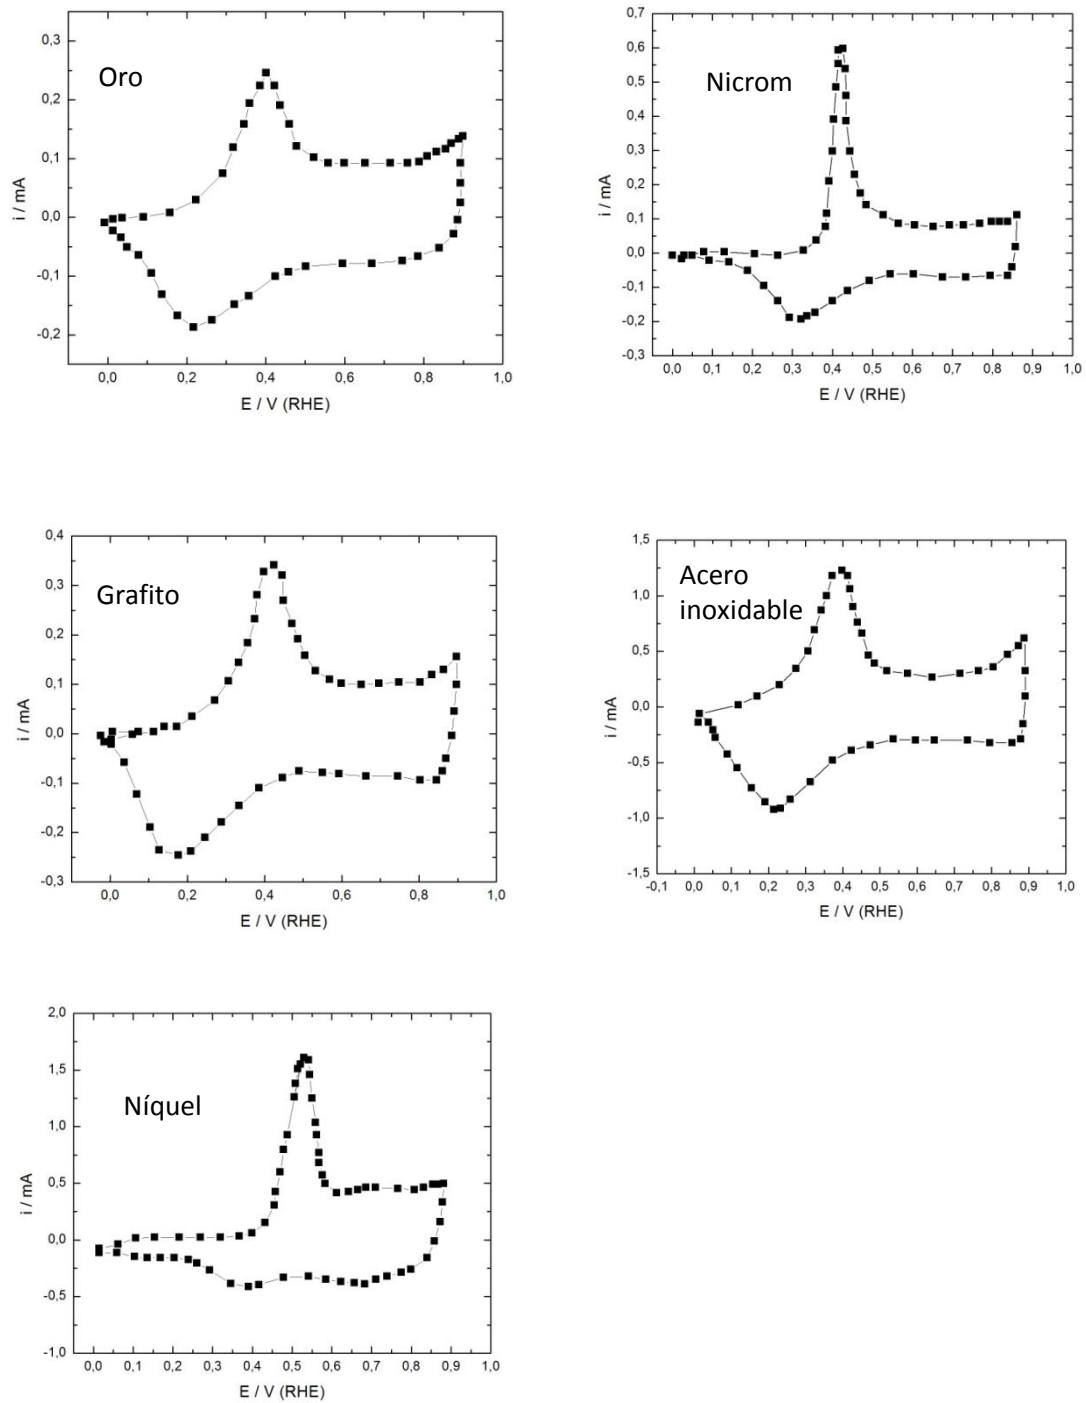 Oro
0,3
0,2
0,1
0,0
-0,1
-0,2
i / mA
0,0 0,2 0,4 0,6 0,8 1,0
E / V (RHE)
Nicrom
0,7
0,6
0,5
0,4
0,3
0,2
0,1
0,0
-0,1
-0,2
-0,3
i / mA
0,0 0,1 0,2 0,3 0,4 0,5 0,6 0,7 0,8 0,9 1,0
E / V (RHE)
Grafito
0,4
0,3
0,2
0,1
0,0
-0,1
-0,2
-0,3
i / mA
0,0 0,2 0,4 0,6 0,8 1,0
E / V (RHE)
Acero
inoxidable
1,5
1,0
0,5
0,0
-0,5
-1,0
-1,5
i / mA
-0,1 0,0 0,1 0,2 0,3 0,4 0,5 0,6 0,7 0,8 0,9 1,0
E / V (RHE)
Níquel
2,0
1,5
1,0
0,5
0,0
-0,5
-1,0
i / mA
0,0 0,1 0,2 0,3 0,4 0,5 0,6 0,7 0,8 0,9 1,0
E / V (RHE)